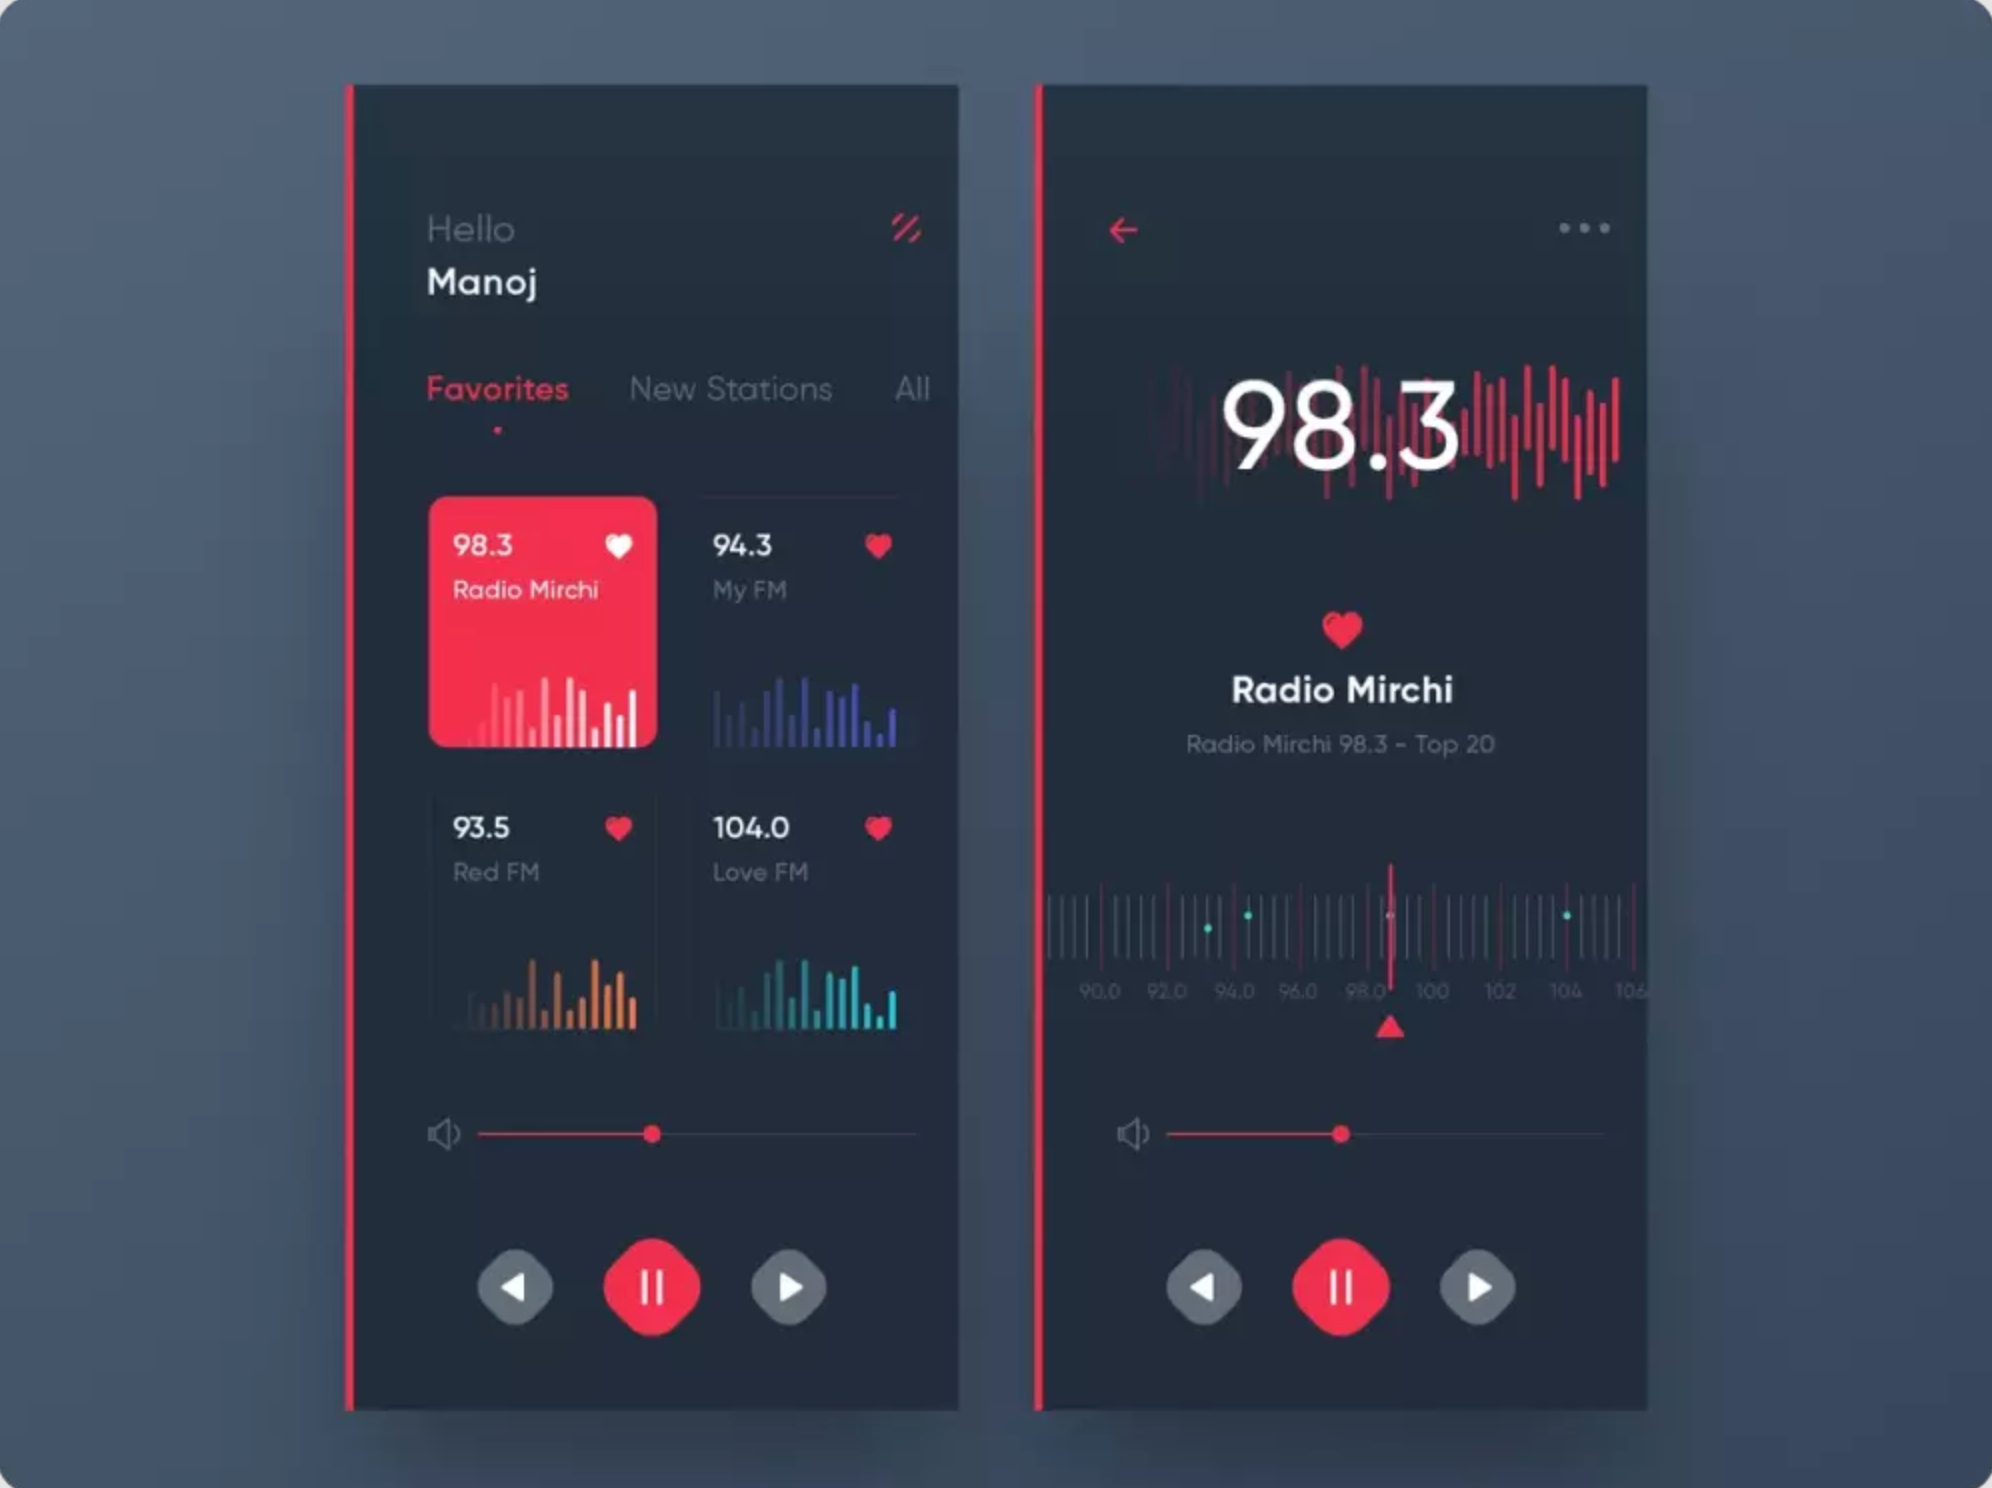 Hello
Manoj
Favorites New Stations All
98.3
Radio Mirchi
94.3
My FM
93.5
Red FM
104.0
Love FM
98.3
Radio Mirchi
Radio Mirchi 98.3 - Top 20
90.0 92.0 94.0 96.0 98.0 100 102 104 106